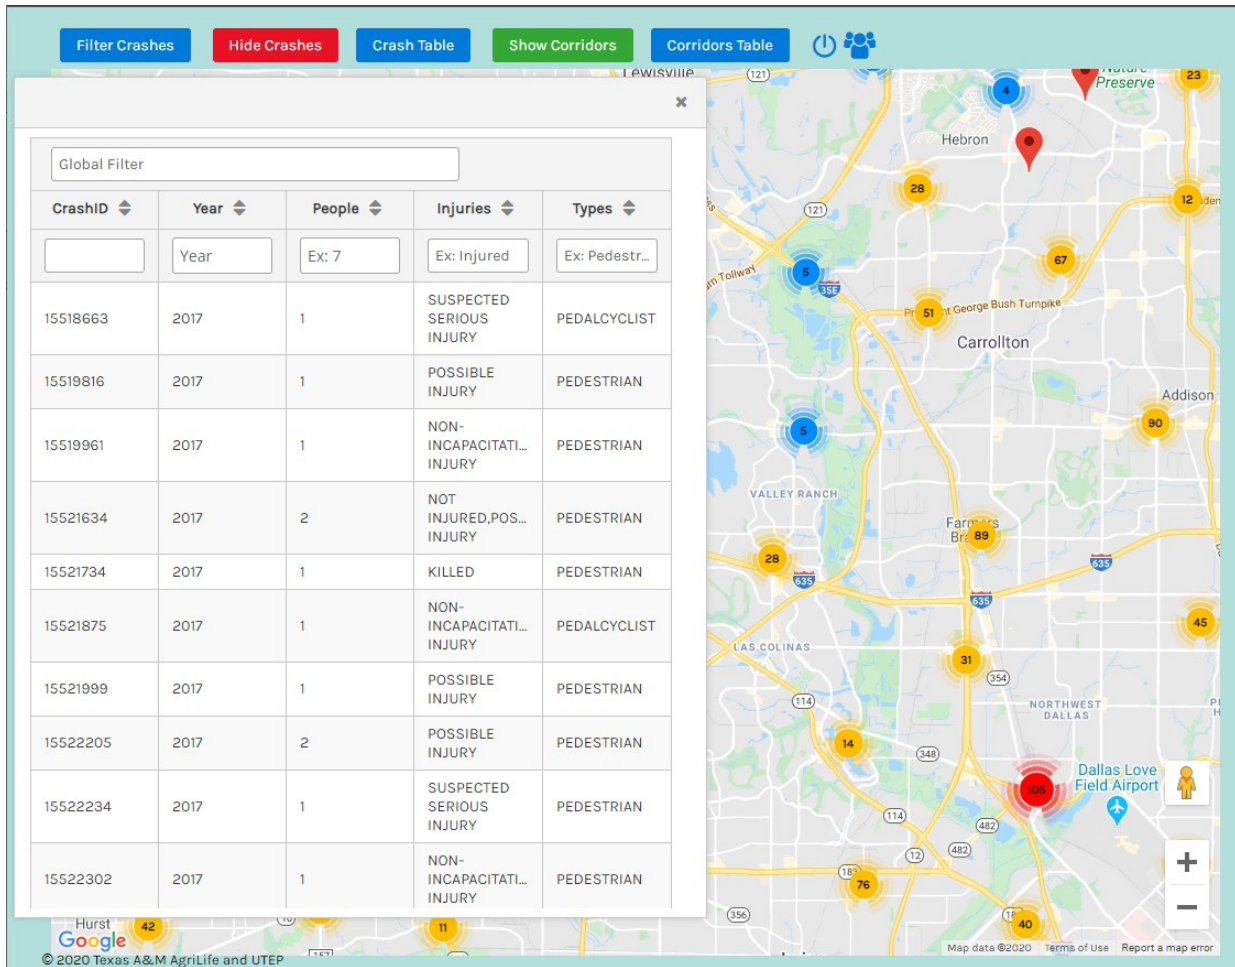 Filter Crashes
Hide Crashes
Crash Table
Show Corridors
Corridors Table
×
Global Filter
CrashID Year People Injuries Types
Year Ex: 7 Ex: Injured Ex: Pedestr...
15518663 2017 1 SUSPECTED SERIOUS INJURY PEDALCYCLIST
15519816 2017 1 POSSIBLE INJURY PEDESTRIAN
15519961 2017 1 NON-INCAPACITATI... INJURY PEDESTRIAN
15521634 2017 2 NOT INJURED,POS... INJURY PEDESTRIAN
15521734 2017 1 KILLED PEDESTRIAN
15521875 2017 1 NON-INCAPACITATI... INJURY PEDALCYCLIST
15521999 2017 1 POSSIBLE INJURY PEDESTRIAN
15522205 2017 2 POSSIBLE INJURY PEDESTRIAN
15522234 2017 1 SUSPECTED SERIOUS INJURY PEDESTRIAN
15522302 2017 1 NON-INCAPACITATI... INJURY PEDESTRIAN
Lewisville
121
4
Nature
Preserve
23
Hebron
28
121
12
67
5
35E
51
George Bush Turnpike
Carrollton
Addison
90
5
VALLEY RANCH
89
28
635
635
635
45
LAS COLINAS
31
354
114
NORTHWEST
DALLAS
14
348
Dallas Love
Field Airport
105
114
482
482
12
76
356
40
Hurst
42
11
Google
Map data ©2020
Terms of Use
Report a map error
© 2020 Texas A&M AgriLife and UTEP